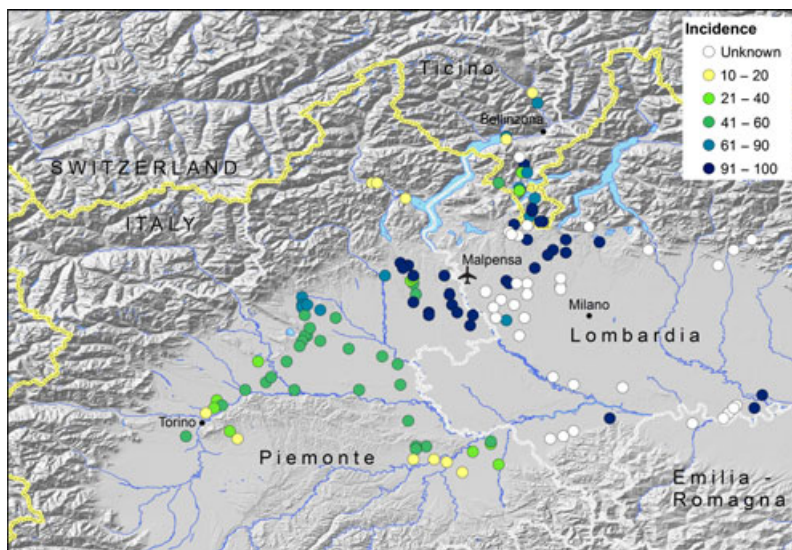 Incidence
Unknown
10 – 20
21 – 40
41 – 60
61 – 90
91 – 100
Ticino
Bellinzona
SWITZERLAND
ITALY
Malpensa
Milano
Lombardia
Torino
Piemonte
Emilia -
Romagna